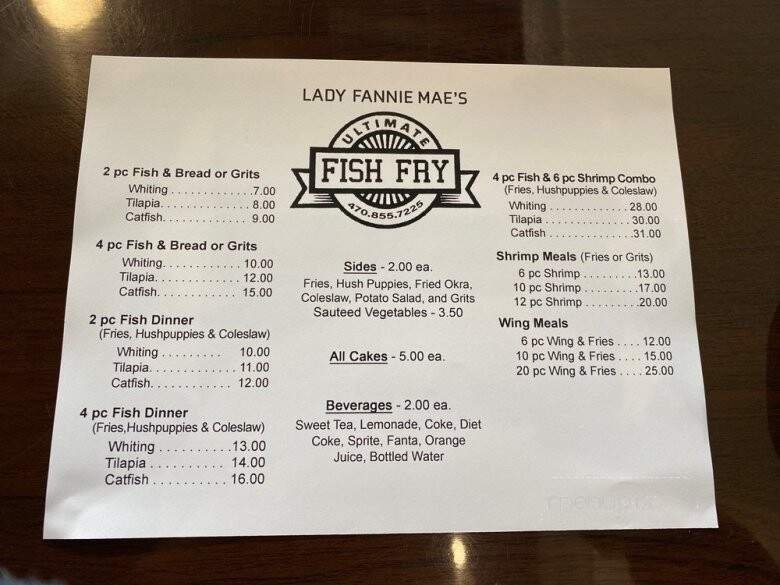 LADY FANNIE MAE'S
ULTIMATE
FISH FRY
470.855.7225
2 pc Fish & Bread or Grits
Whiting . . . . . . . . . . . . .7.00
Tilapia. . . . . . . . . . . . . 8.00
Catfish. . . . . . . . . . . . . 9.00
4 pc Fish & Bread or Grits
Whiting. . . . . . . . . . . . 10.00
Tilapia. . . . . . . . . . . . . 12.00
Catfish. . . . . . . . . . . . . 15.00
2 pc Fish Dinner
(Fries, Hushpuppies & Coleslaw)
Whiting . . . . . . . . . 10.00
Tilapia. . . . . . . . . . . . . 11.00
Catfish. . . . . . . . . . . . . 12.00
4 pc Fish Dinner
(Fries,Hushpuppies & Coleslaw)
Whiting . . . . . . . . . . .13.00
Tilapia . . . . . . . . . . . 14.00
Catfish . . . . . . . . . . . 16.00
Sides - 2.00 ea.
Fries, Hush Puppies, Fried Okra,
Coleslaw, Potato Salad, and Grits
Sauteed Vegetables - 3.50
All Cakes - 5.00 ea.
Beverages - 2.00 ea.
Sweet Tea, Lemonade, Coke, Diet
Coke, Sprite, Fanta, Orange
Juice, Bottled Water
4 pc Fish & 6 pc Shrimp Combo
(Fries, Hushpuppies & Coleslaw)
Whiting . . . . . . . . . . . . . 28.00
Tilapia . . . . . . . . . . . . . . 30.00
Catfish . . . . . . . . . . . . . .31.00
Shrimp Meals (Fries or Grits)
6 pc Shrimp . . . . . . . . .13.00
10 pc Shrimp . . . . . . . . .17.00
12 pc Shrimp . . . . . . . . .20.00
Wing Meals
6 pc Wing & Fries . . . . 12.00
10 pc Wing & Fries . . . . 15.00
20 pc Wing & Fries . . . . 25.00